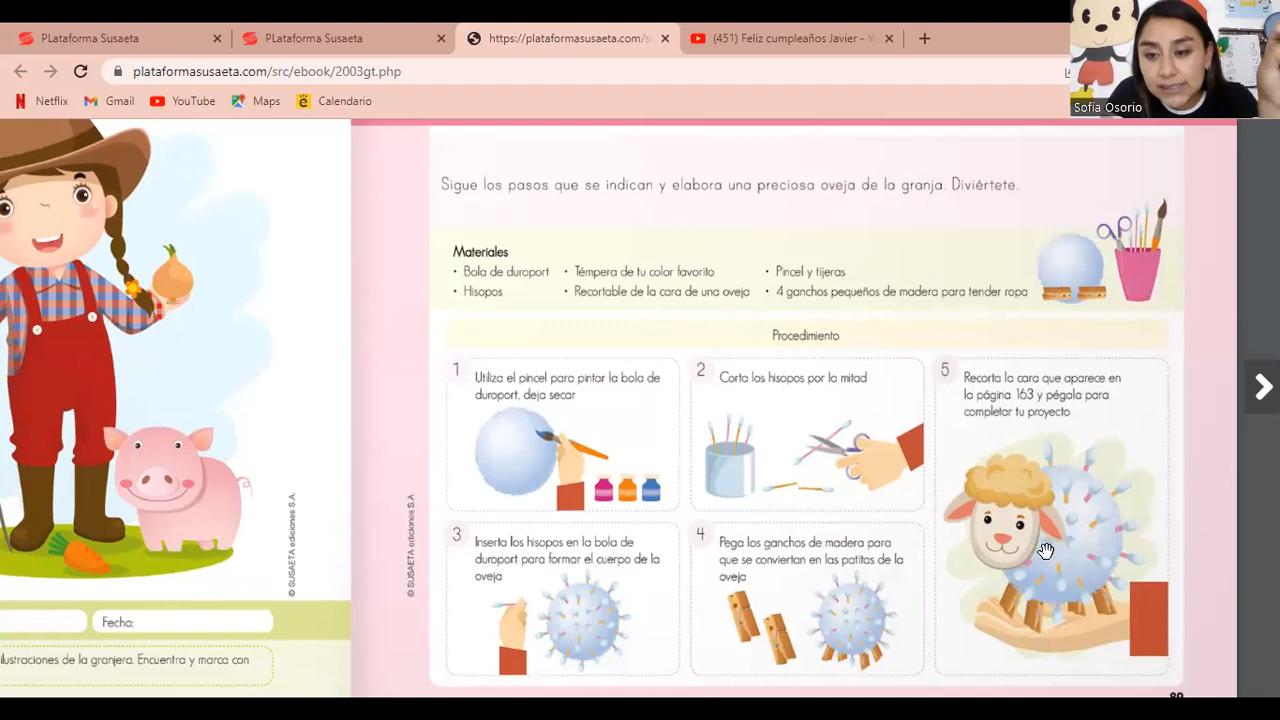 PLataforma Susaeta
PLataforma Susaeta
https://plataformasusaeta.com/s
(451) Feliz cumpleaños Javier - Yo
plataformasusaeta.com/src/ebook/2003gt.php
Netflix
Gmail
YouTube
Maps
Calendario
Sofía Osorio
Sigue los pasos que se indican y elabora una preciosa oveja de la granja. Diviértete.
Materiales
• Bola de duroport • Témpera de tu color favorito • Pincel y tijeras
• Hisopos • Recortable de la cara de una oveja • 4 ganchos pequeños de madera para tender ropa
Procedimiento
1 Utiliza el pincel para pintar la bola de
duroport, deja secar
2 Corta los hisopos por la mitad
3 Inserta los hisopos en la bola de
duroport para formar el cuerpo de la
oveja
4 Pega los ganchos de madera para
que se conviertan en las patitas de la
oveja
5 Recorta la cara que aparece en
la página 163 y pégala para
completar tu proyecto
© SUSAETA ediciones S.A.
© SUSAETA ediciones S.A.
Fecha:
ilustraciones de la granjera. Encuentra y marca con